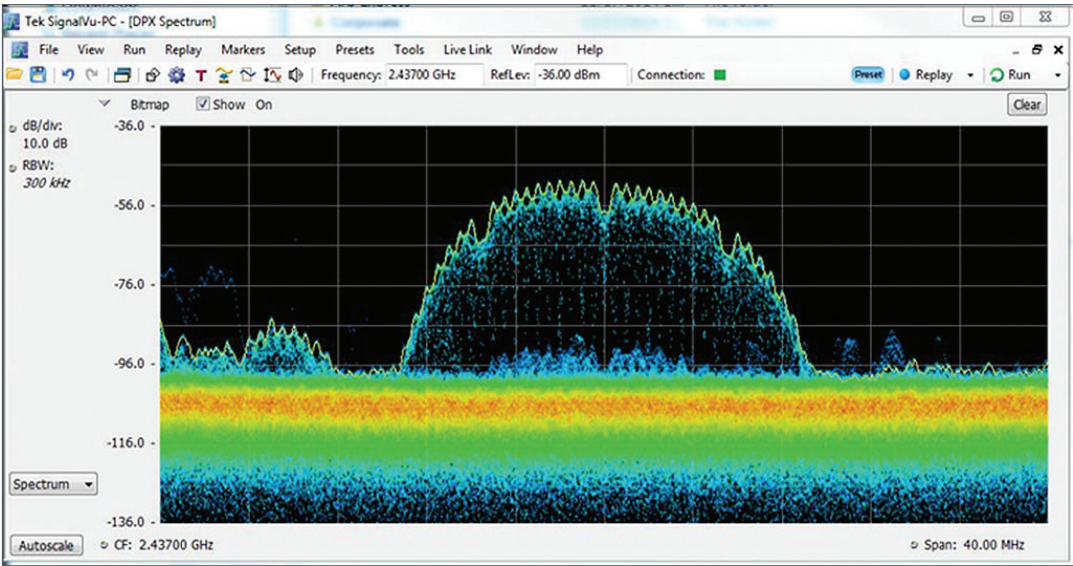 Tek SignalVu-PC - [DPX Spectrum]
File View Run Replay Markers Setup Presets Tools Live Link Window Help
T Frequency: 2.43700 GHz RefLev: -36.00 dBm Connection: Preset Replay Run
Bitmap Show On Clear
dB/div:
10.0 dB
RBW:
300 kHz
-36.0
-56.0
-76.0
-96.0
-116.0
-136.0
Spectrum
Autoscale CF: 2.43700 GHz Span: 40.00 MHz